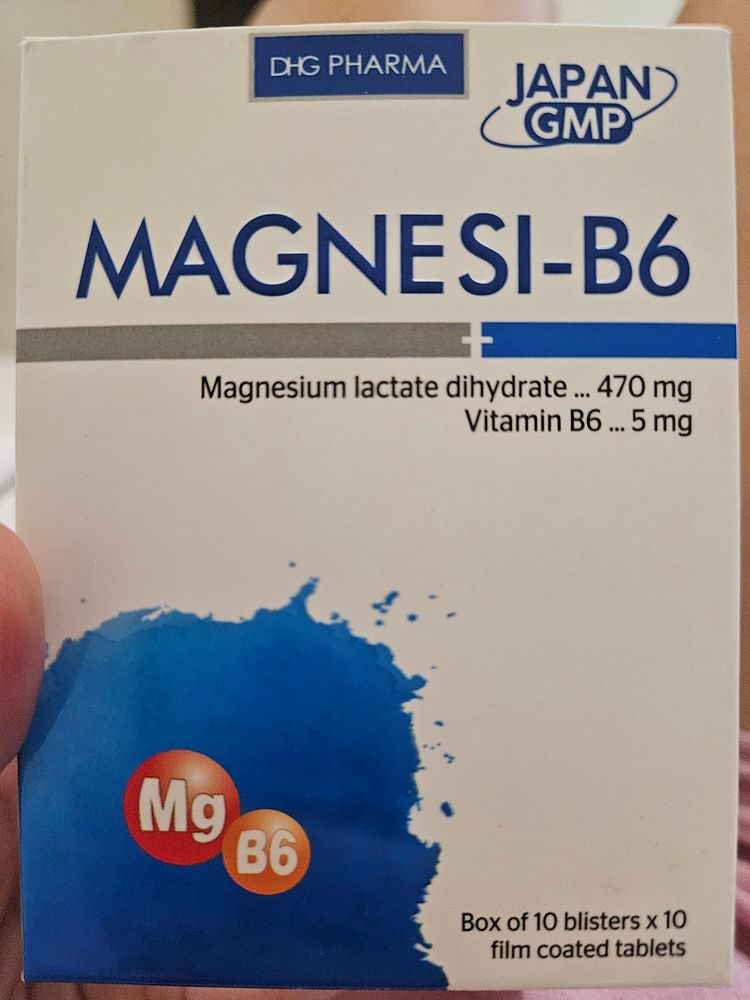 DHG PHARMA
JAPAN
GMP
MAGNESI-B6
Magnesium lactate dihydrate ... 470 mg
Vitamin B6 ... 5 mg
Mg
B6
Box of 10 blisters x 10
film coated tablets